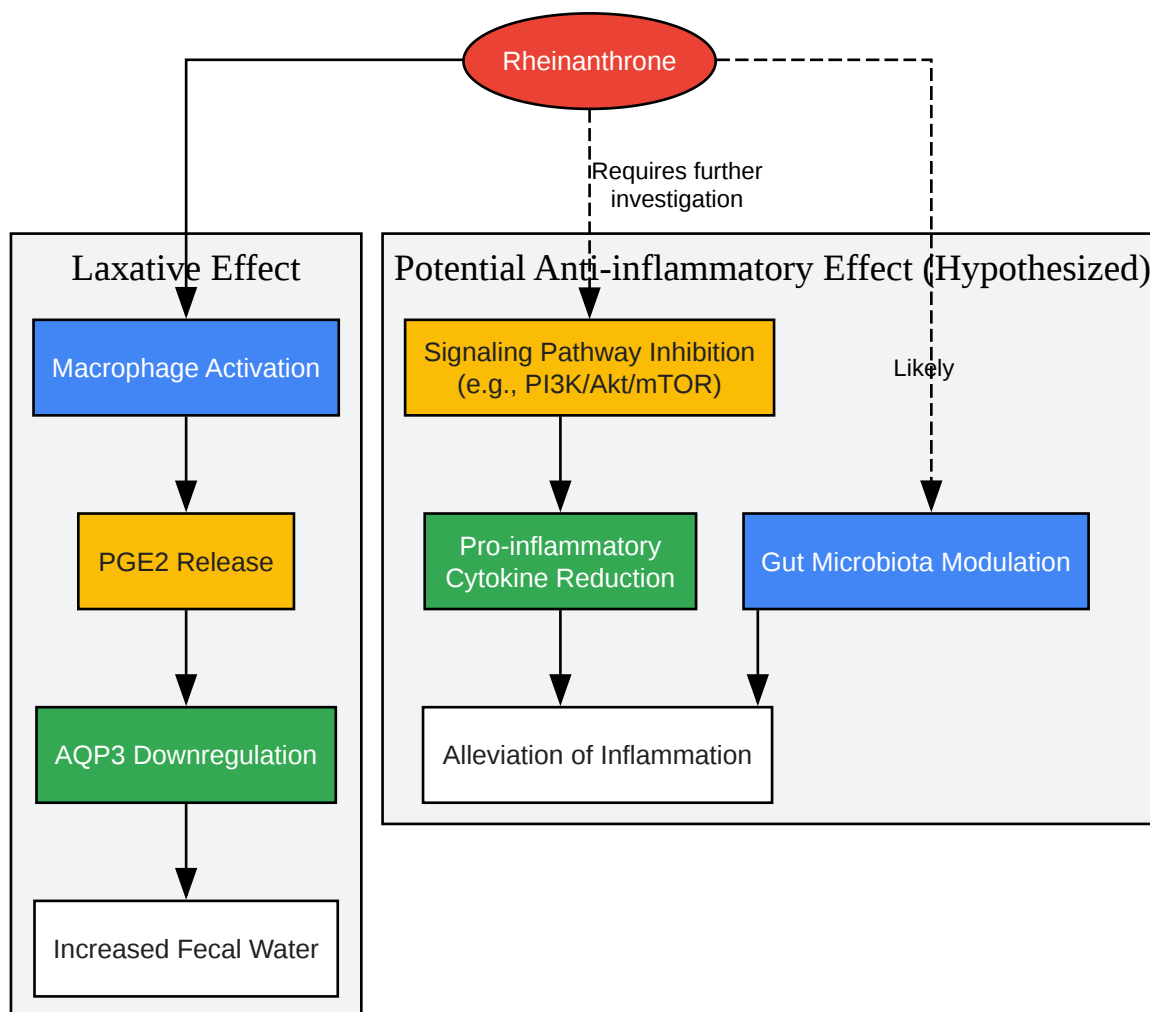 Rheinanthrone
Requires further
investigation
Laxative Effect
Potential Anti-inflammatory Effect (Hypothesized)
Macrophage Activation
Signaling Pathway Inhibition
(e.g., PI3K/Akt/mTOR)
Likely
PGE2 Release
Pro-inflammatory
Cytokine Reduction
Gut Microbiota Modulation
AQP3 Downregulation
Alleviation of Inflammation
Increased Fecal Water